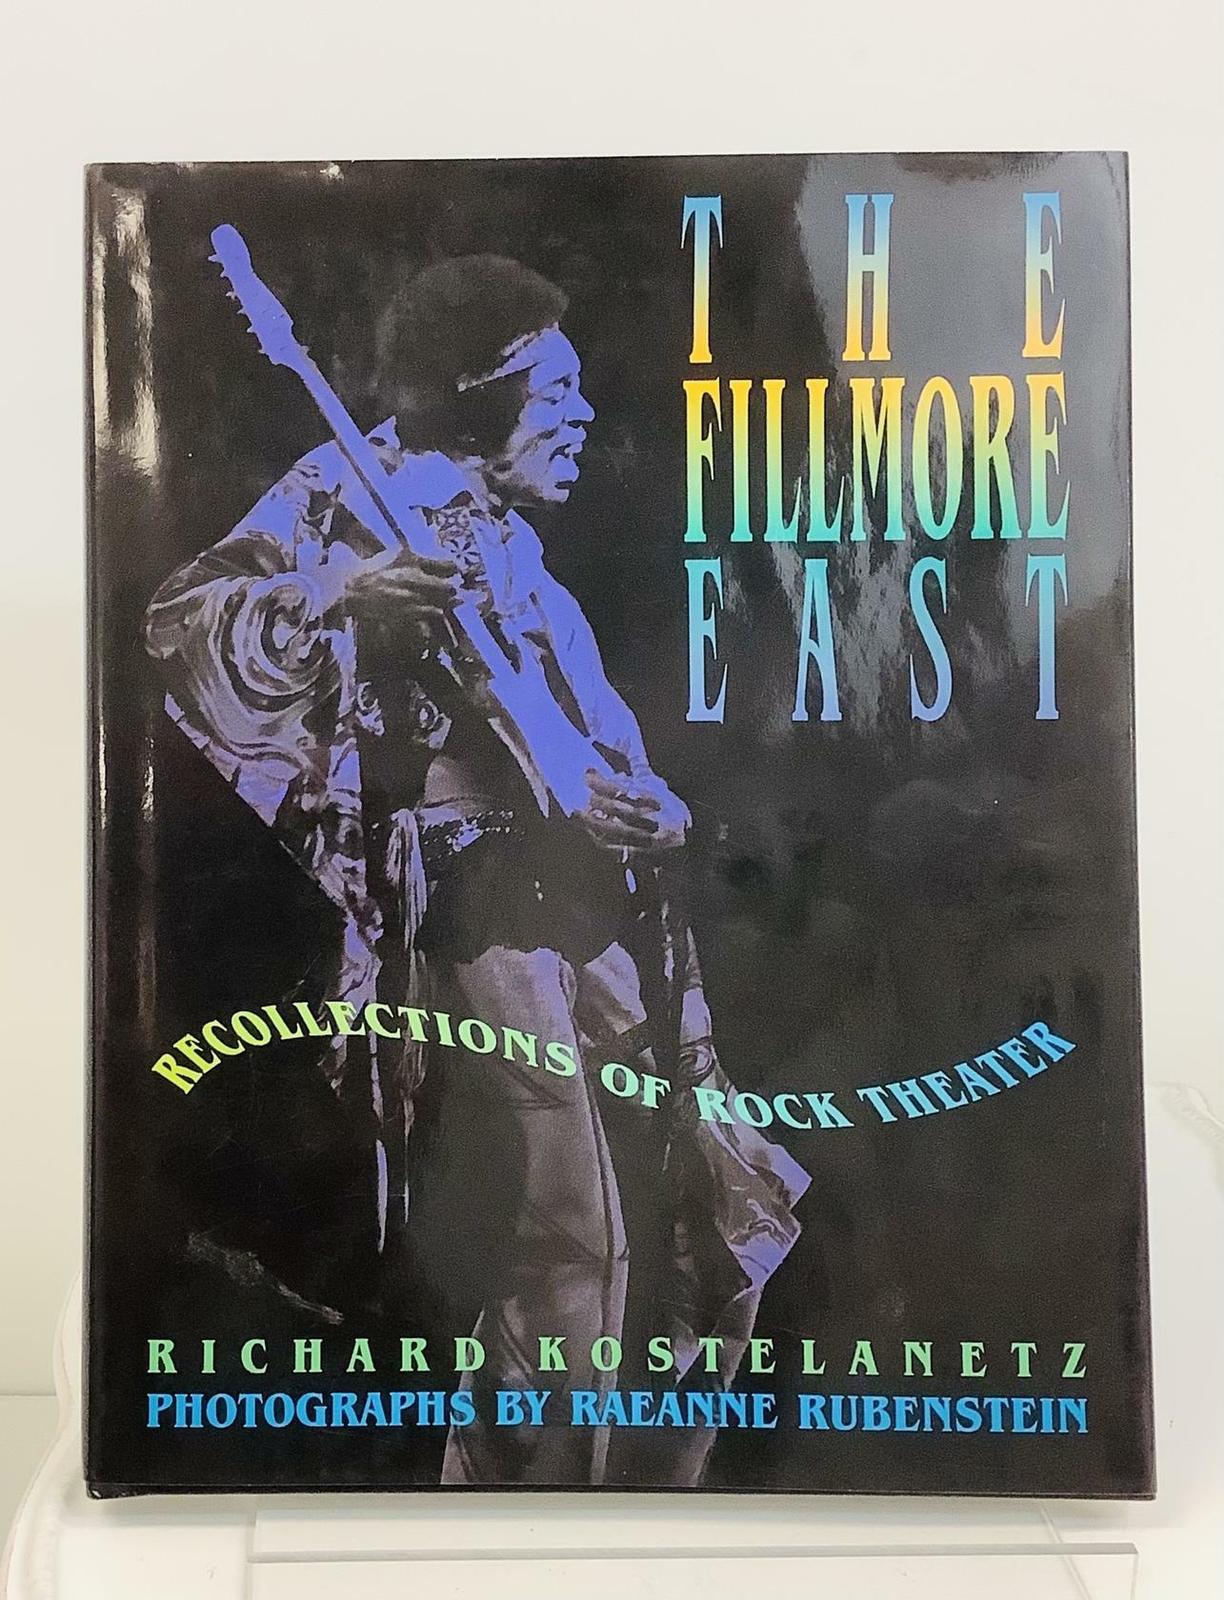 THE
FILLMORE
EAST
RECOLLECTIONS OF ROCK THEATER
RICHARD KOSTELANETZ
PHOTOGRAPHS BY RAEANNE RUBENSTEIN